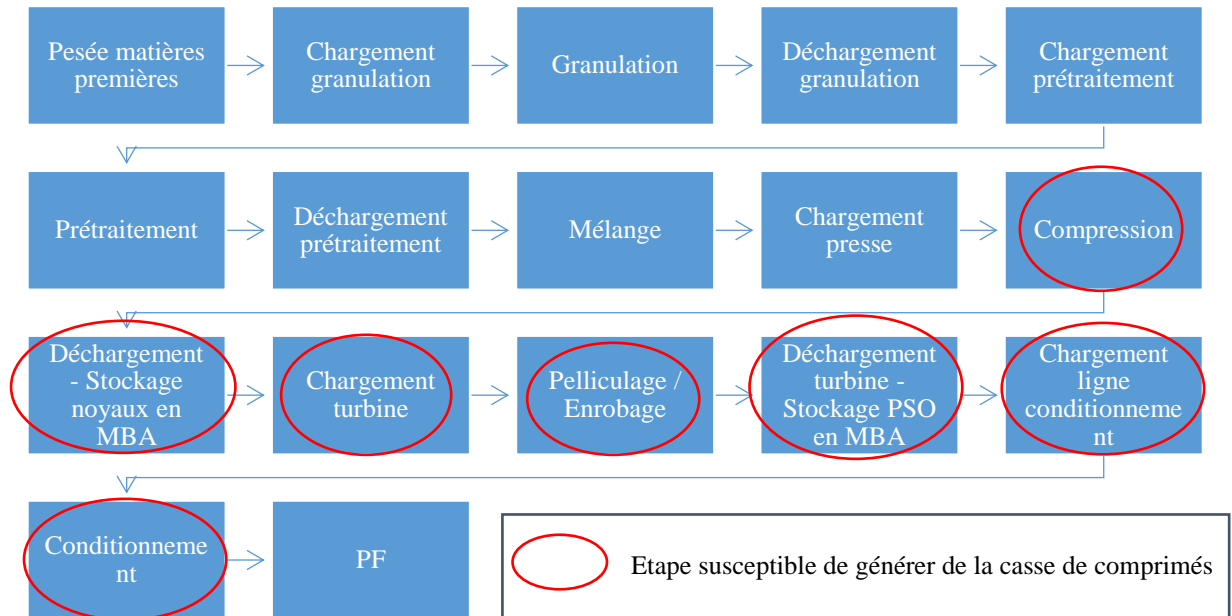 Pesée matières
premières
Chargement
granulation
Granulation
Déchargement
granulation
Chargement
prétraitement
Prétraitement
Déchargement
prétraitement
Mélange
Chargement
presse
Compression
Déchargement
- Stockage
noyaux en
MBA
Chargement
turbine
Pelliculage /
Enrobage
Déchargement
turbine -
Stockage PSO
en MBA
Chargement
ligne
conditionneme
nt
Conditionneme
nt
PF
Etape susceptible de générer de la casse de comprimés